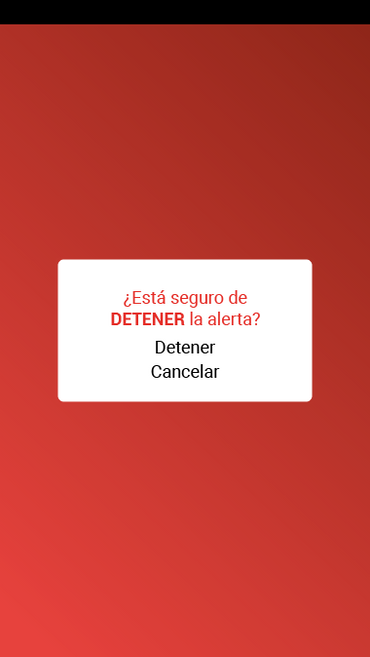 ¿Está seguro de
DETENER la alerta?
Detener
Cancelar